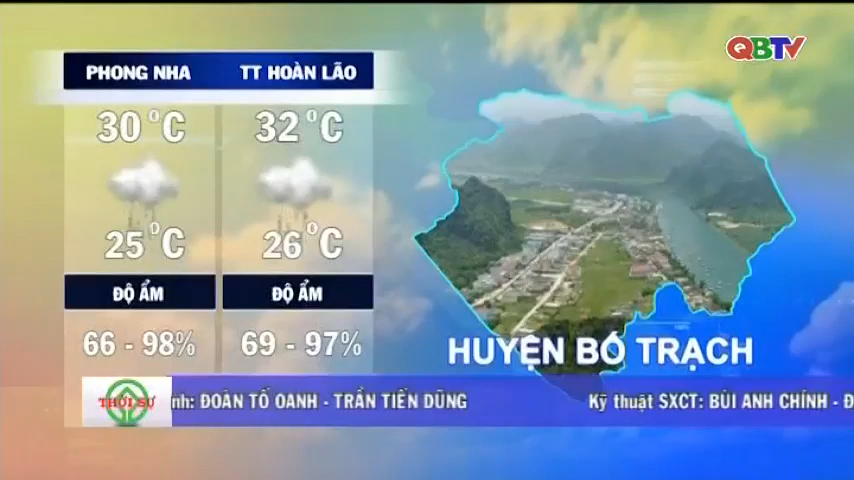 QBTV
PHONG NHA TT HOÀN LÃO
30°C 32°C
25°C 26°C
ĐỘ ẨM ĐỘ ẨM
66 - 98% 69 - 97%
HUYỆN BỐ TRẠCH
THỜI SỰ nh: ĐOÀN TỐ OANH - TRẦN TIẾN DŨNG Kỹ thuật SXCT: BÙI ANH CHÍNH - Đ